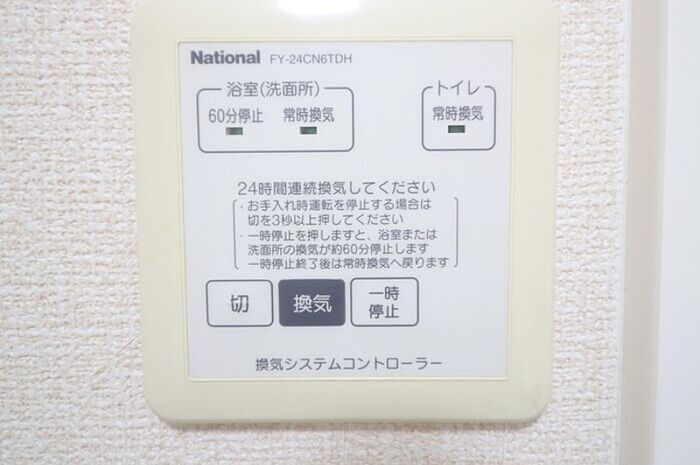 National FY-24CN6TDH
浴室(洗面所)
60分停止 常時換気
トイレ
常時換気
24時間連続換気してください
・お手入れ時運転を停止する場合は
切を3秒以上押してください
・一時停止を押しますと、浴室または
洗面所の換気が約60分停止します
一時停止終了後は常時換気へ戻ります
切
換気
一時
停止
換気システムコントローラー